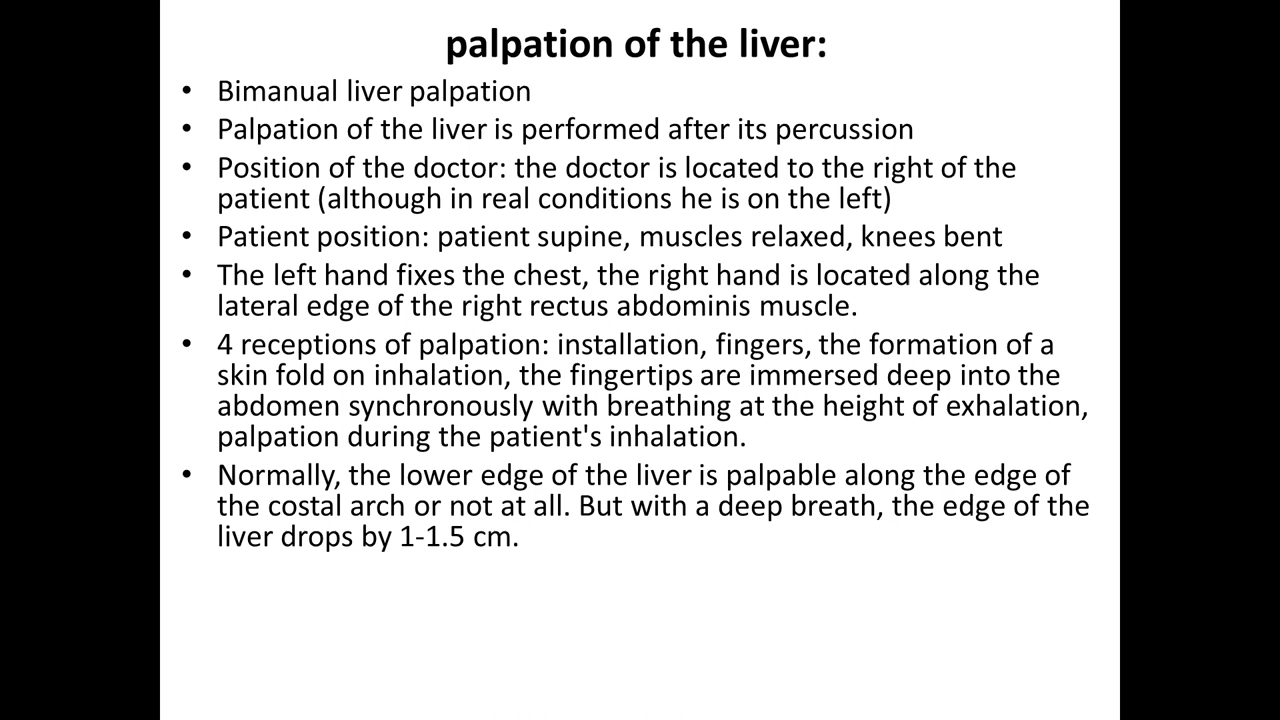 palpation of the liver:
• Bimanual liver palpation
• Palpation of the liver is performed after its percussion
• Position of the doctor: the doctor is located to the right of the
patient (although in real conditions he is on the left)
• Patient position: patient supine, muscles relaxed, knees bent
• The left hand fixes the chest, the right hand is located along the
lateral edge of the right rectus abdominis muscle.
• 4 receptions of palpation: installation, fingers, the formation of a
skin fold on inhalation, the fingertips are immersed deep into the
abdomen synchronously with breathing at the height of exhalation,
palpation during the patient's inhalation.
• Normally, the lower edge of the liver is palpable along the edge of
the costal arch or not at all. But with a deep breath, the edge of the
liver drops by 1-1.5 cm.